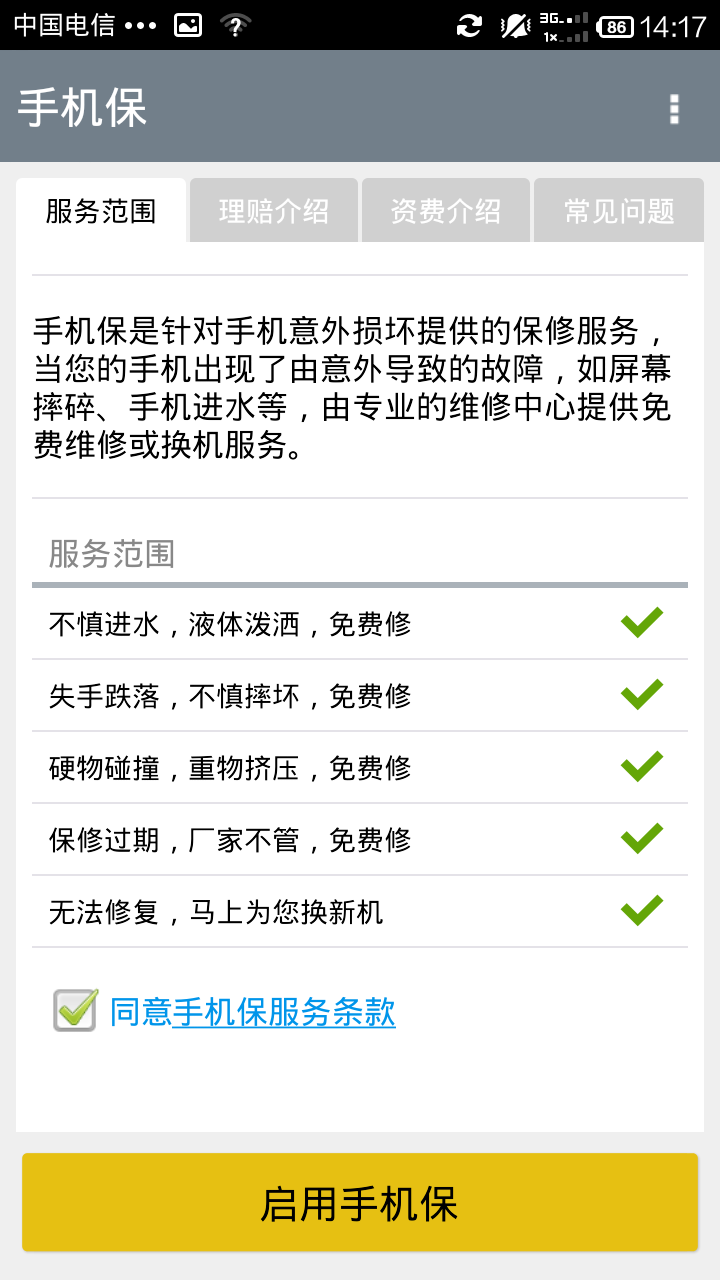 中国电信 ••• 3G 1x 86 14:17
手机保
服务范围 理赔介绍 资费介绍 常见问题
手机保是针对手机意外损坏提供的保修服务，
当您的手机出现了由意外导致的故障，如屏幕
摔碎、手机进水等，由专业的维修中心提供免
费维修或换机服务。
服务范围
不慎进水，液体泼洒，免费修
失手跌落，不慎摔坏，免费修
硬物碰撞，重物挤压，免费修
保修过期，厂家不管，免费修
无法修复，马上为您换新机
同意手机保服务条款
启用手机保